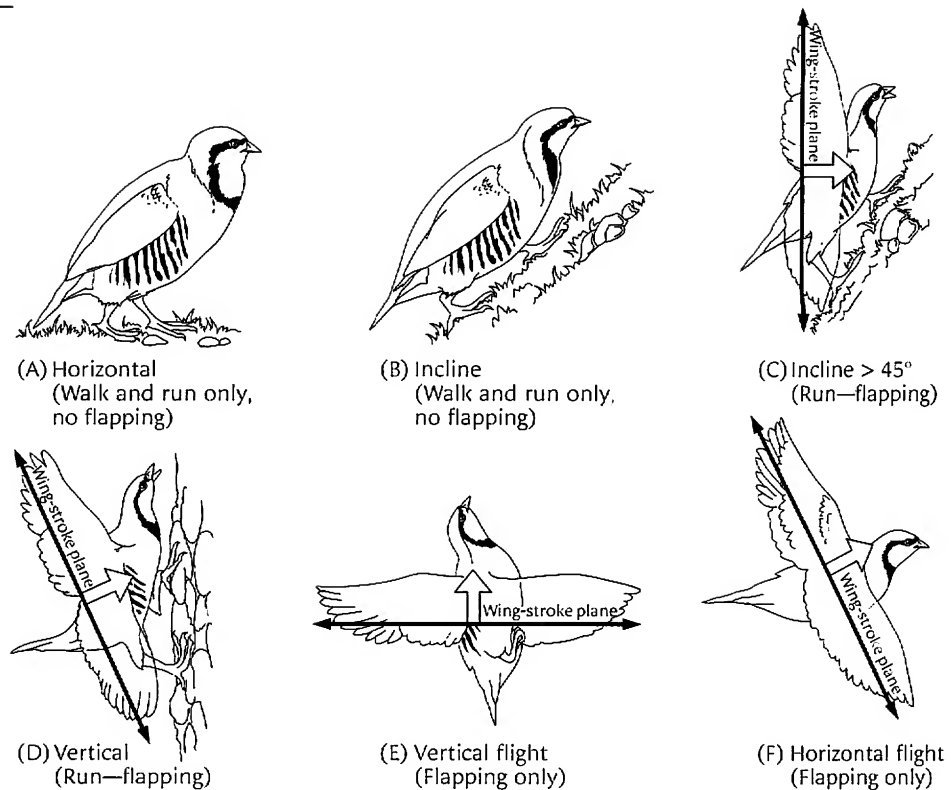 Wing-stroke plane
(A) Horizontal
(Walk and run only,
no flapping)
(B) Incline
(Walk and run only,
no flapping)
(C) Incline > 45°
(Run—flapping)
Wing-stroke plane
Wing-stroke plane
Wing-stroke plane
(D) Vertical
(Run—flapping)
(E) Vertical flight
(Flapping only)
(F) Horizontal flight
(Flapping only)